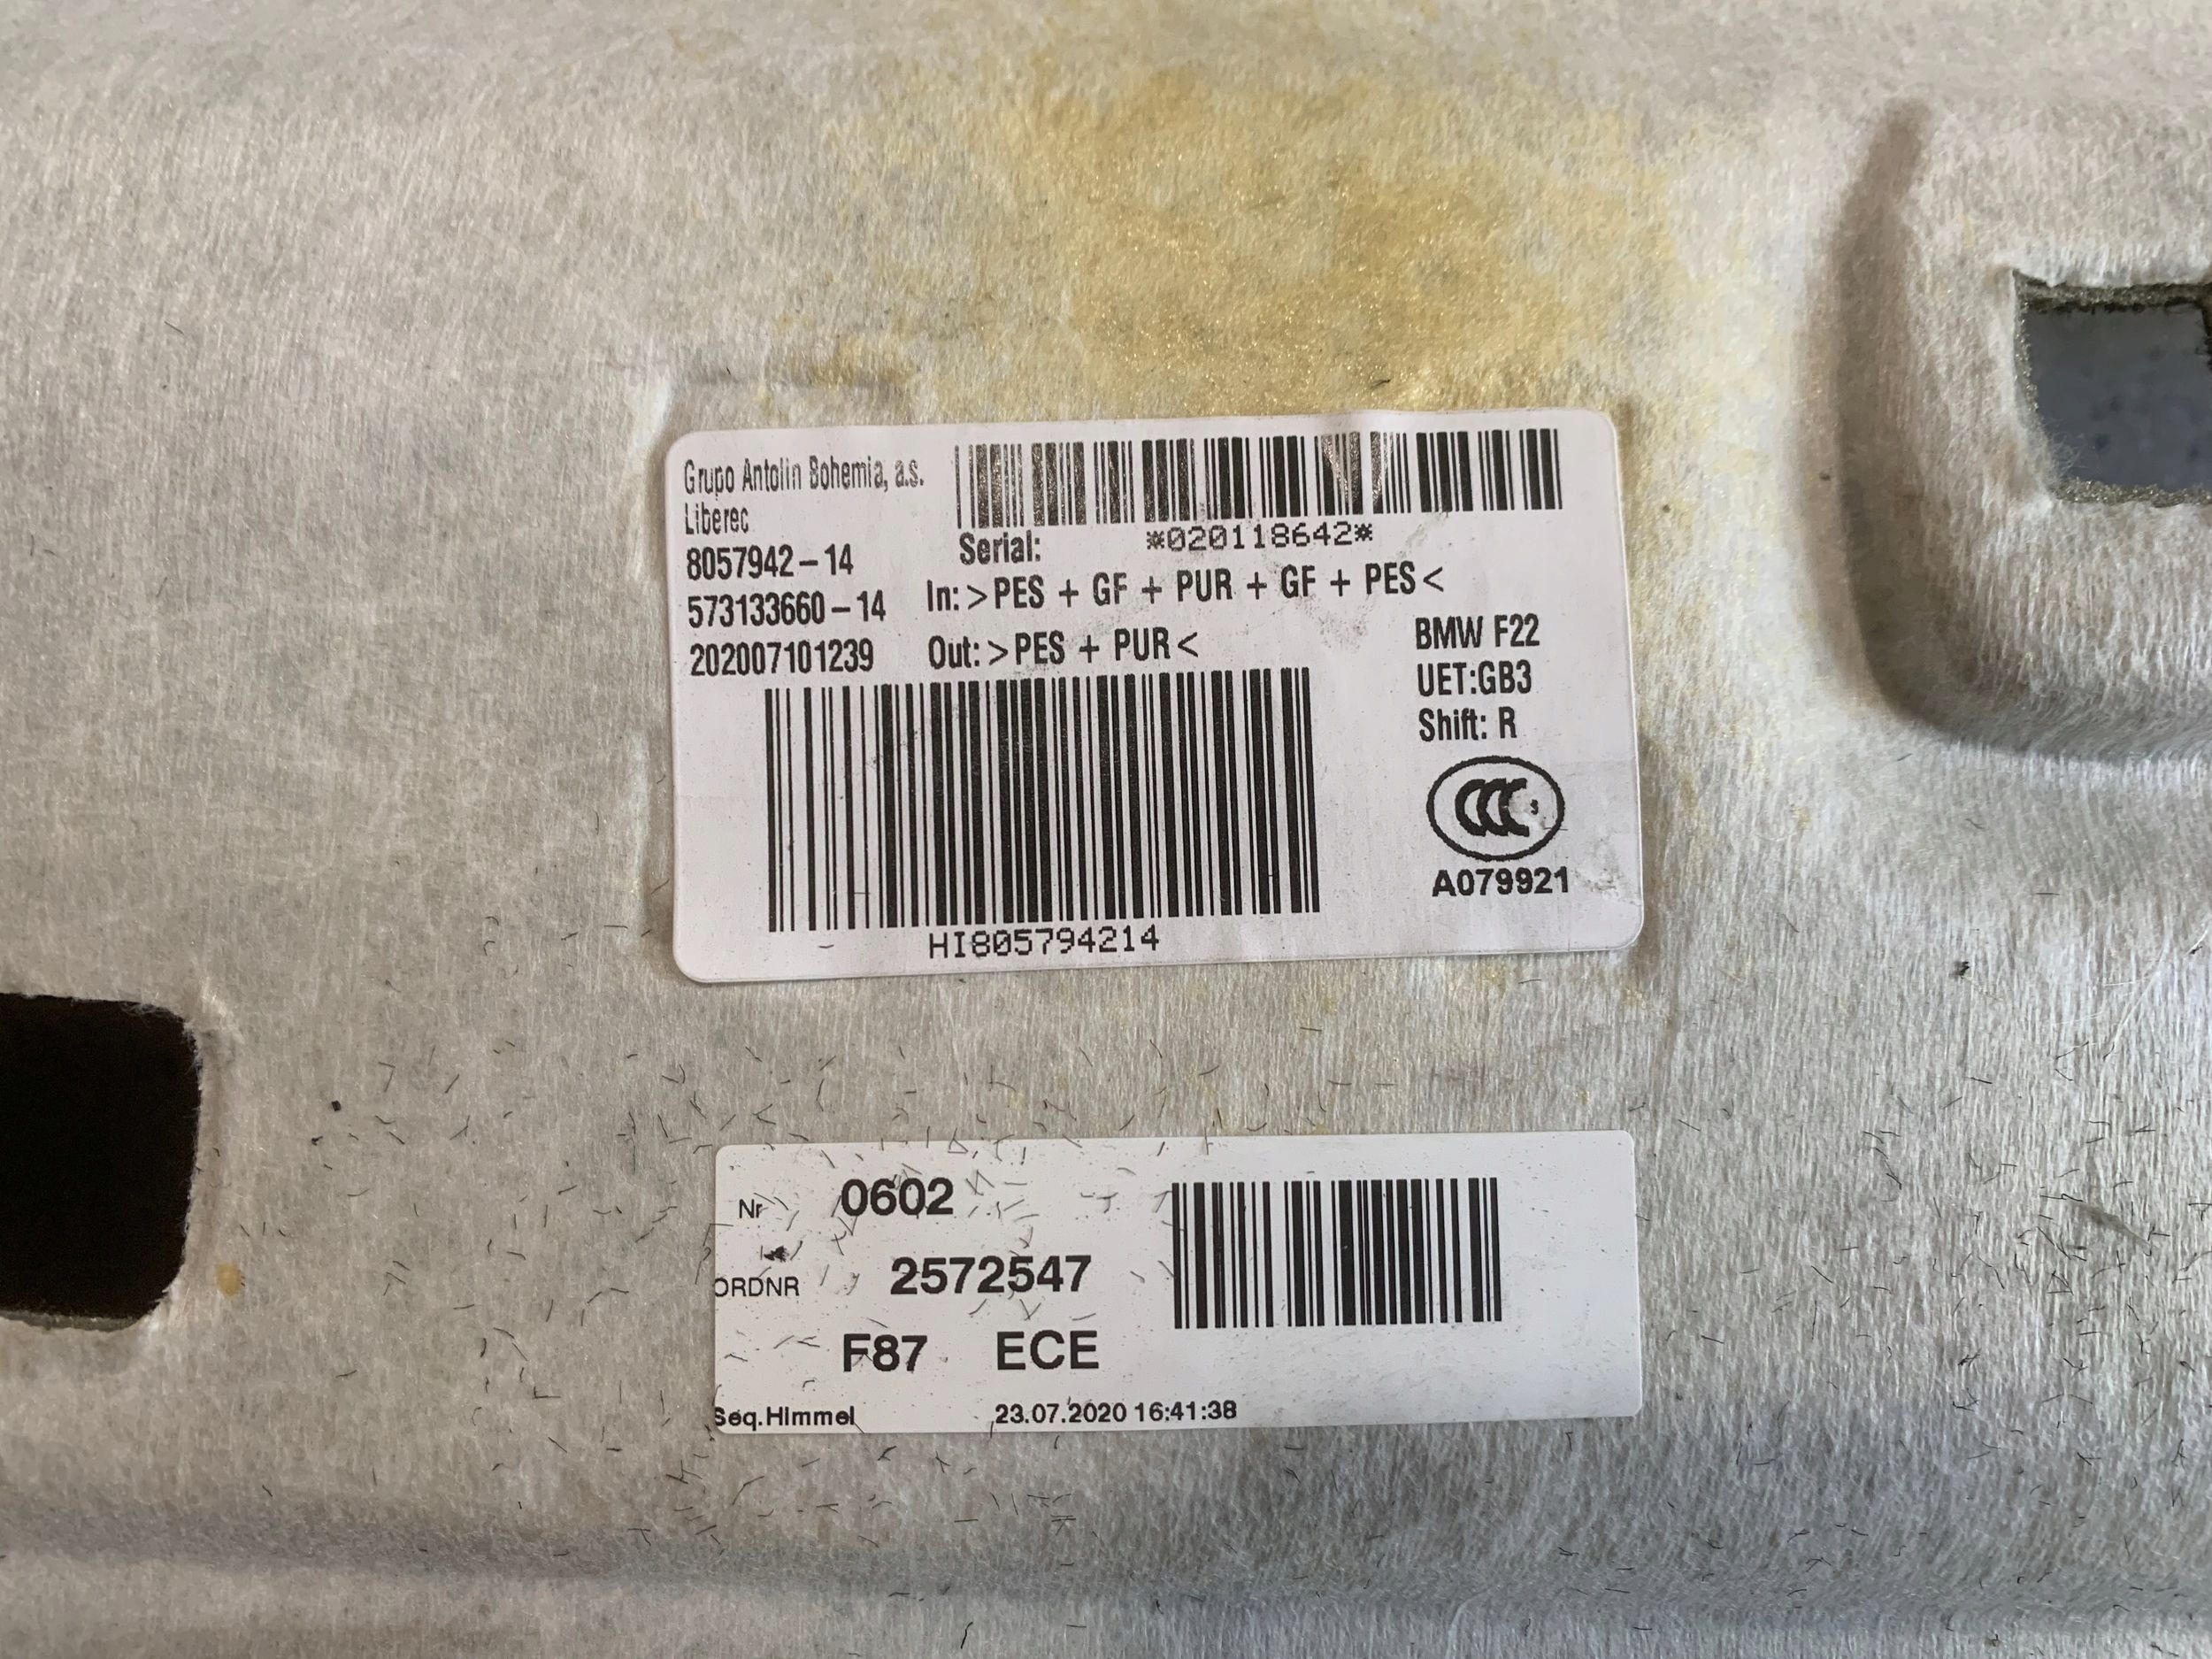 Grupo Antolin Bohemia, a.s.
Liberec
8057942-14
573133660-14
202007101239
Serial: *020118642*
In: >PES + GF + PUR + GF + PES<
Out: >PES + PUR<
BMW F22
UET:GB3
Shift: R
CCC S
A079921
HI805794214
Nr 0602
ORDNR 2572547
F87 ECE
Seq.Himmel 23.07.2020 16:41:38